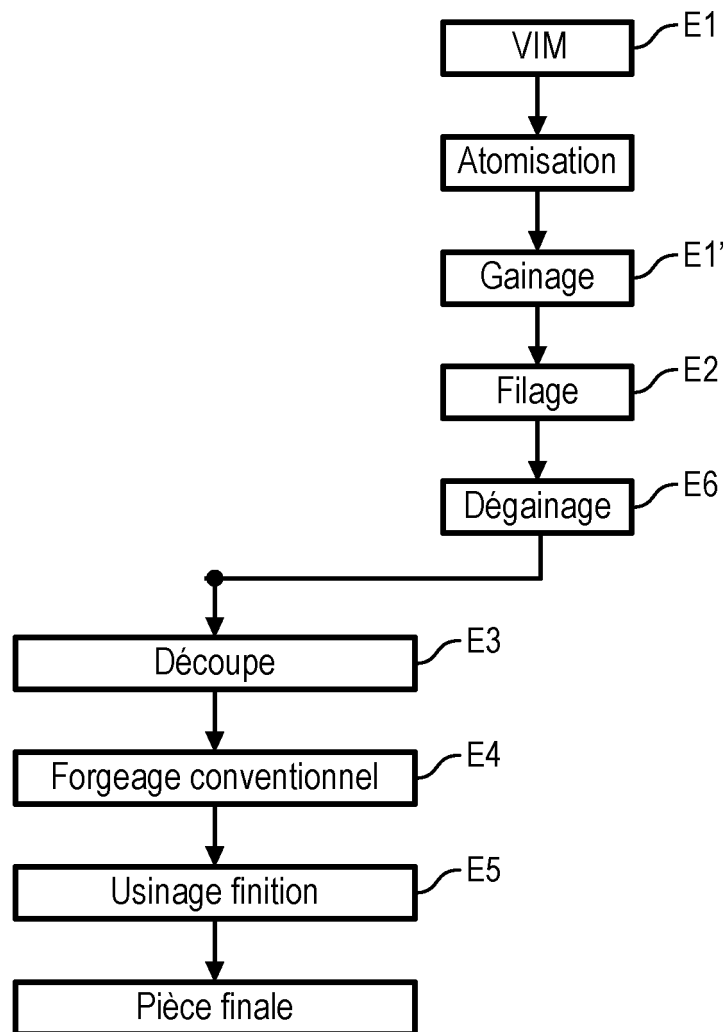 VIM E1
Atomisation
Gainage E1’
Filage E2
Dégainage E6
Découpe E3
Forgeage conventionnel E4
Usinage finition E5
Pièce finale